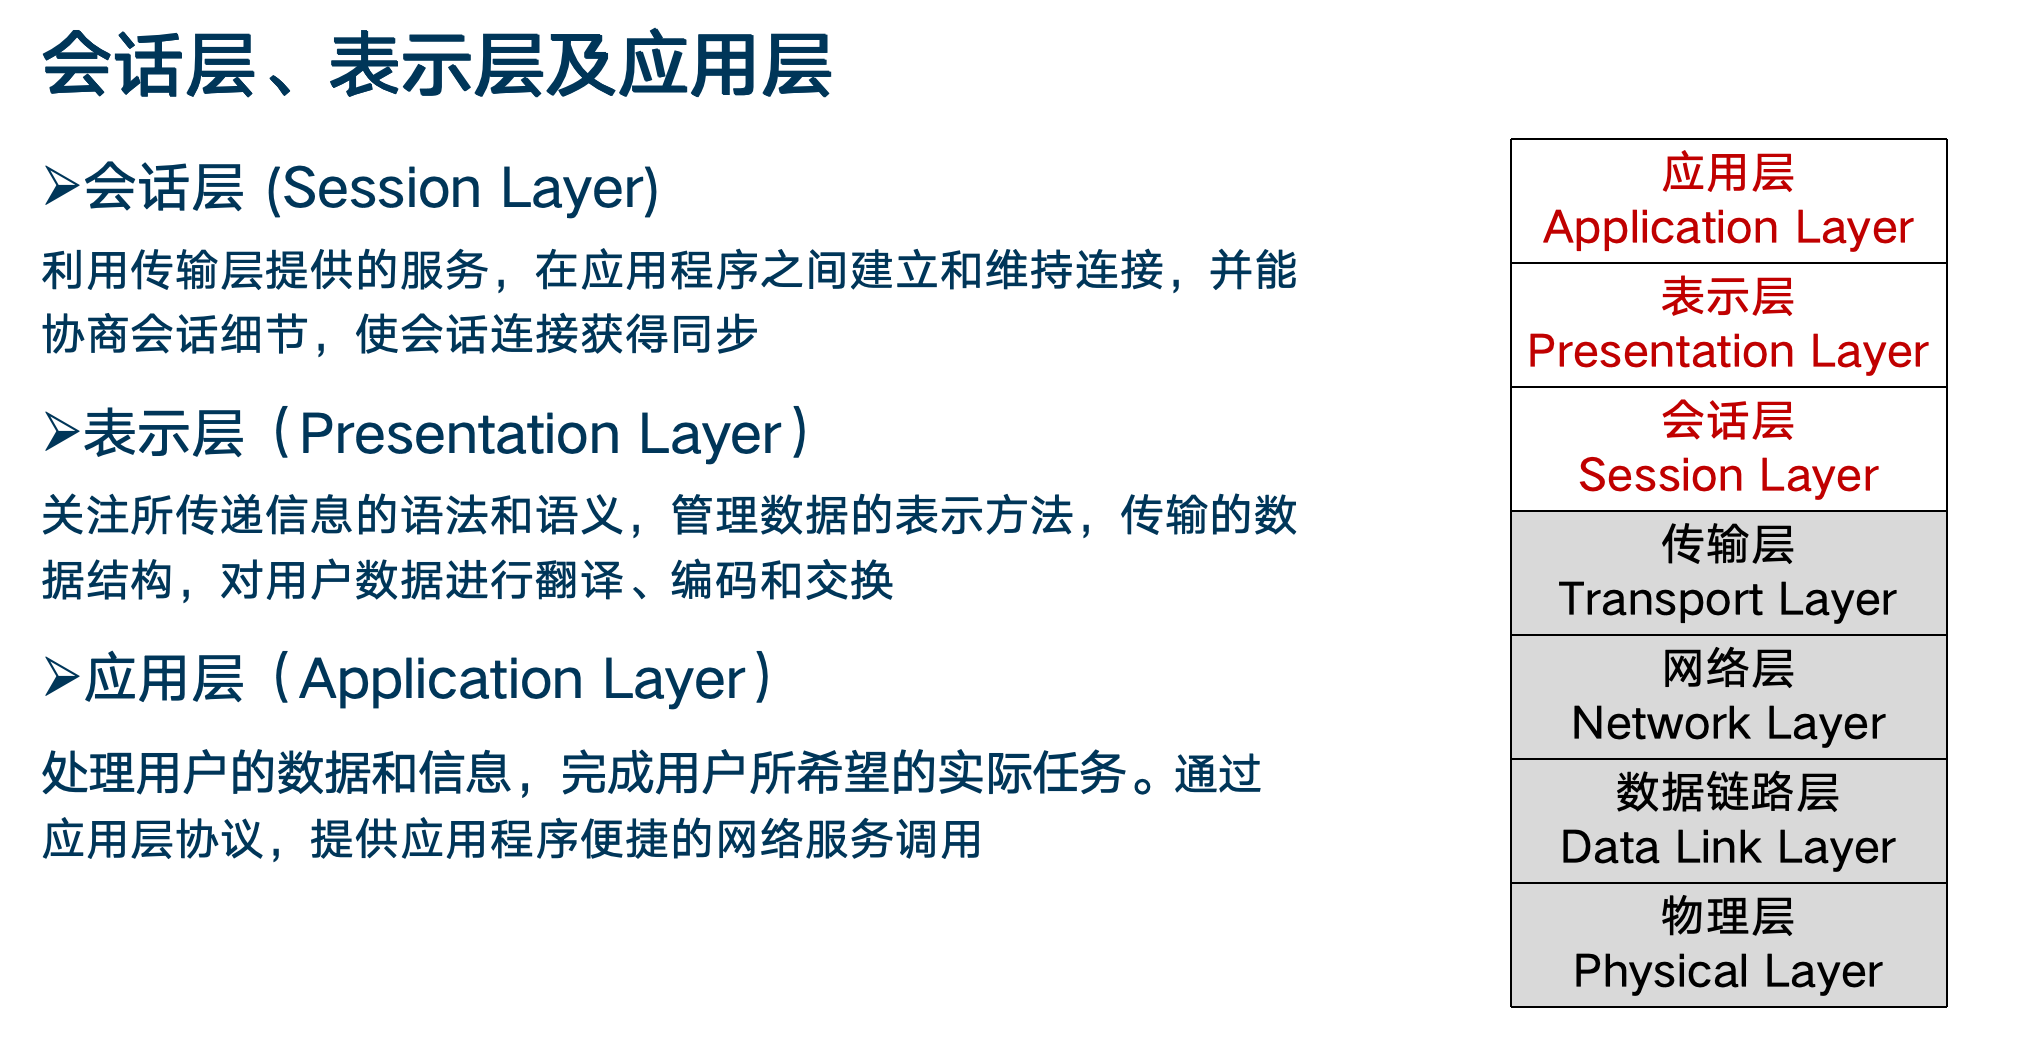 会话层、表示层及应用层
➢会话层 (Session Layer)
利用传输层提供的服务，在应用程序之间建立和维持连接，并能
协商会话细节，使会话连接获得同步
➢表示层（Presentation Layer）
关注所传递信息的语法和语义，管理数据的表示方法，传输的数
据结构，对用户数据进行翻译、编码和交换
➢应用层（Application Layer）
处理用户的数据和信息，完成用户所希望的实际任务。通过
应用层协议，提供应用程序便捷的网络服务调用
应用层
Application Layer
表示层
Presentation Layer
会话层
Session Layer
传输层
Transport Layer
网络层
Network Layer
数据链路层
Data Link Layer
物理层
Physical Layer